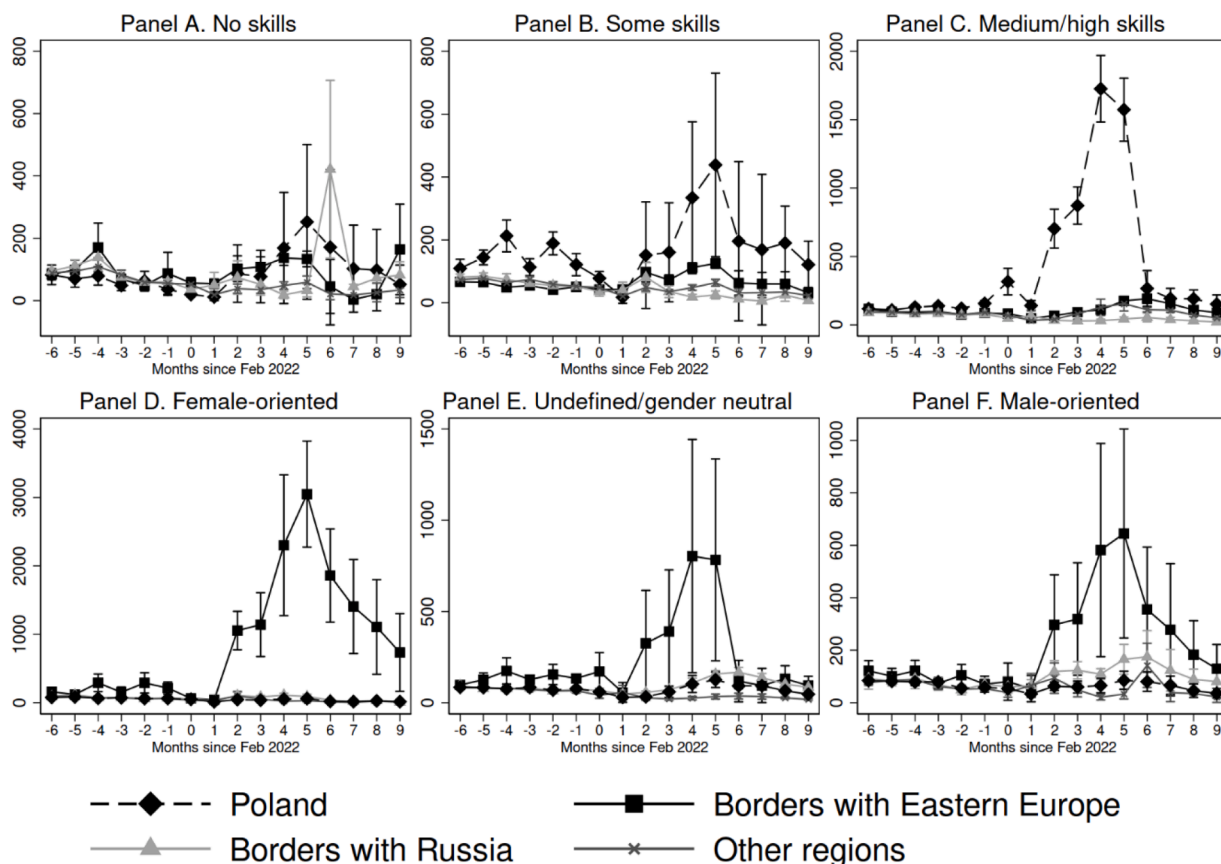 Panel A. No skills
Panel B. Some skills
Panel C. Medium/high skills
800
600
400
200
0
-6 -5 -4 -3 -2 -1 0 1 2 3 4 5 6 7 8 9
Months since Feb 2022
800
600
400
200
0
-6 -5 -4 -3 -2 -1 0 1 2 3 4 5 6 7 8 9
Months since Feb 2022
2000
1500
1000
500
0
-6 -5 -4 -3 -2 -1 0 1 2 3 4 5 6 7 8 9
Months since Feb 2022
Panel D. Female-oriented
Panel E. Undefined/gender neutral
Panel F. Male-oriented
4000
3000
2000
1000
0
-6 -5 -4 -3 -2 -1 0 1 2 3 4 5 6 7 8 9
Months since Feb 2022
1500
1000
500
0
-6 -5 -4 -3 -2 -1 0 1 2 3 4 5 6 7 8 9
Months since Feb 2022
1000
800
600
400
200
0
-6 -5 -4 -3 -2 -1 0 1 2 3 4 5 6 7 8 9
Months since Feb 2022
Poland
Borders with Eastern Europe
Borders with Russia
Other regions